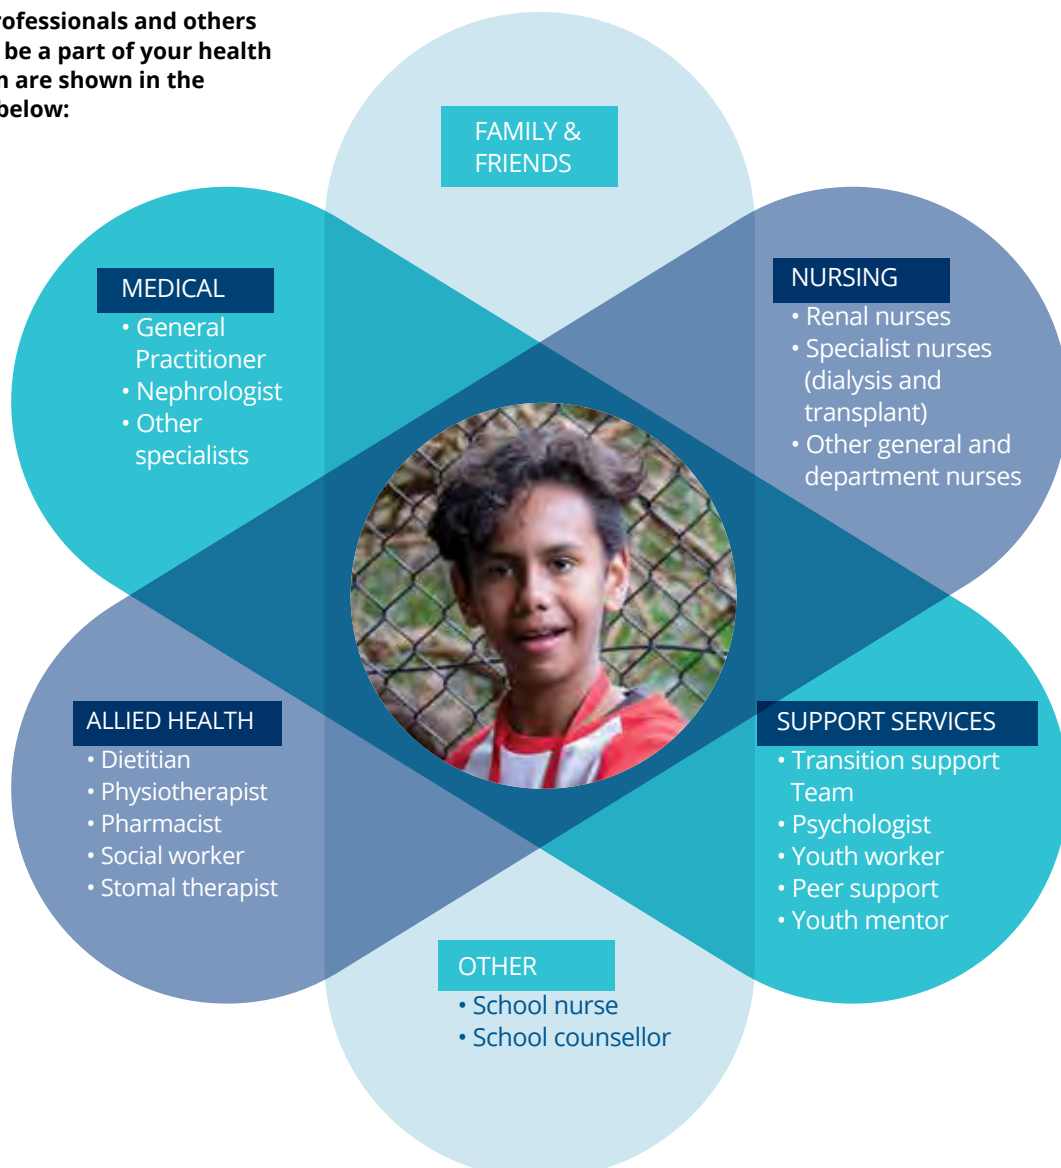 rofessionals and others
be a part of your health
are shown in the
below:
FAMILY &
FRIENDS
MEDICAL
• General
Practitioner
• Nephrologist
• Other
specialists
NURSING
• Renal nurses
• Specialist nurses
(dialysis and
transplant)
• Other general and
department nurses
ALLIED HEALTH
• Dietitian
• Physiotherapist
• Pharmacist
• Social worker
• Stomal therapist
SUPPORT SERVICES
• Transition support
Team
• Psychologist
• Youth worker
• Peer support
• Youth mentor
OTHER
• School nurse
• School counsellor